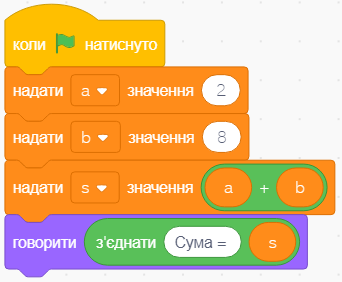 коли натиснуто
надати a значення 2
надати b значення 8
надати s значення a + b
говорити з'єднати Сума = s